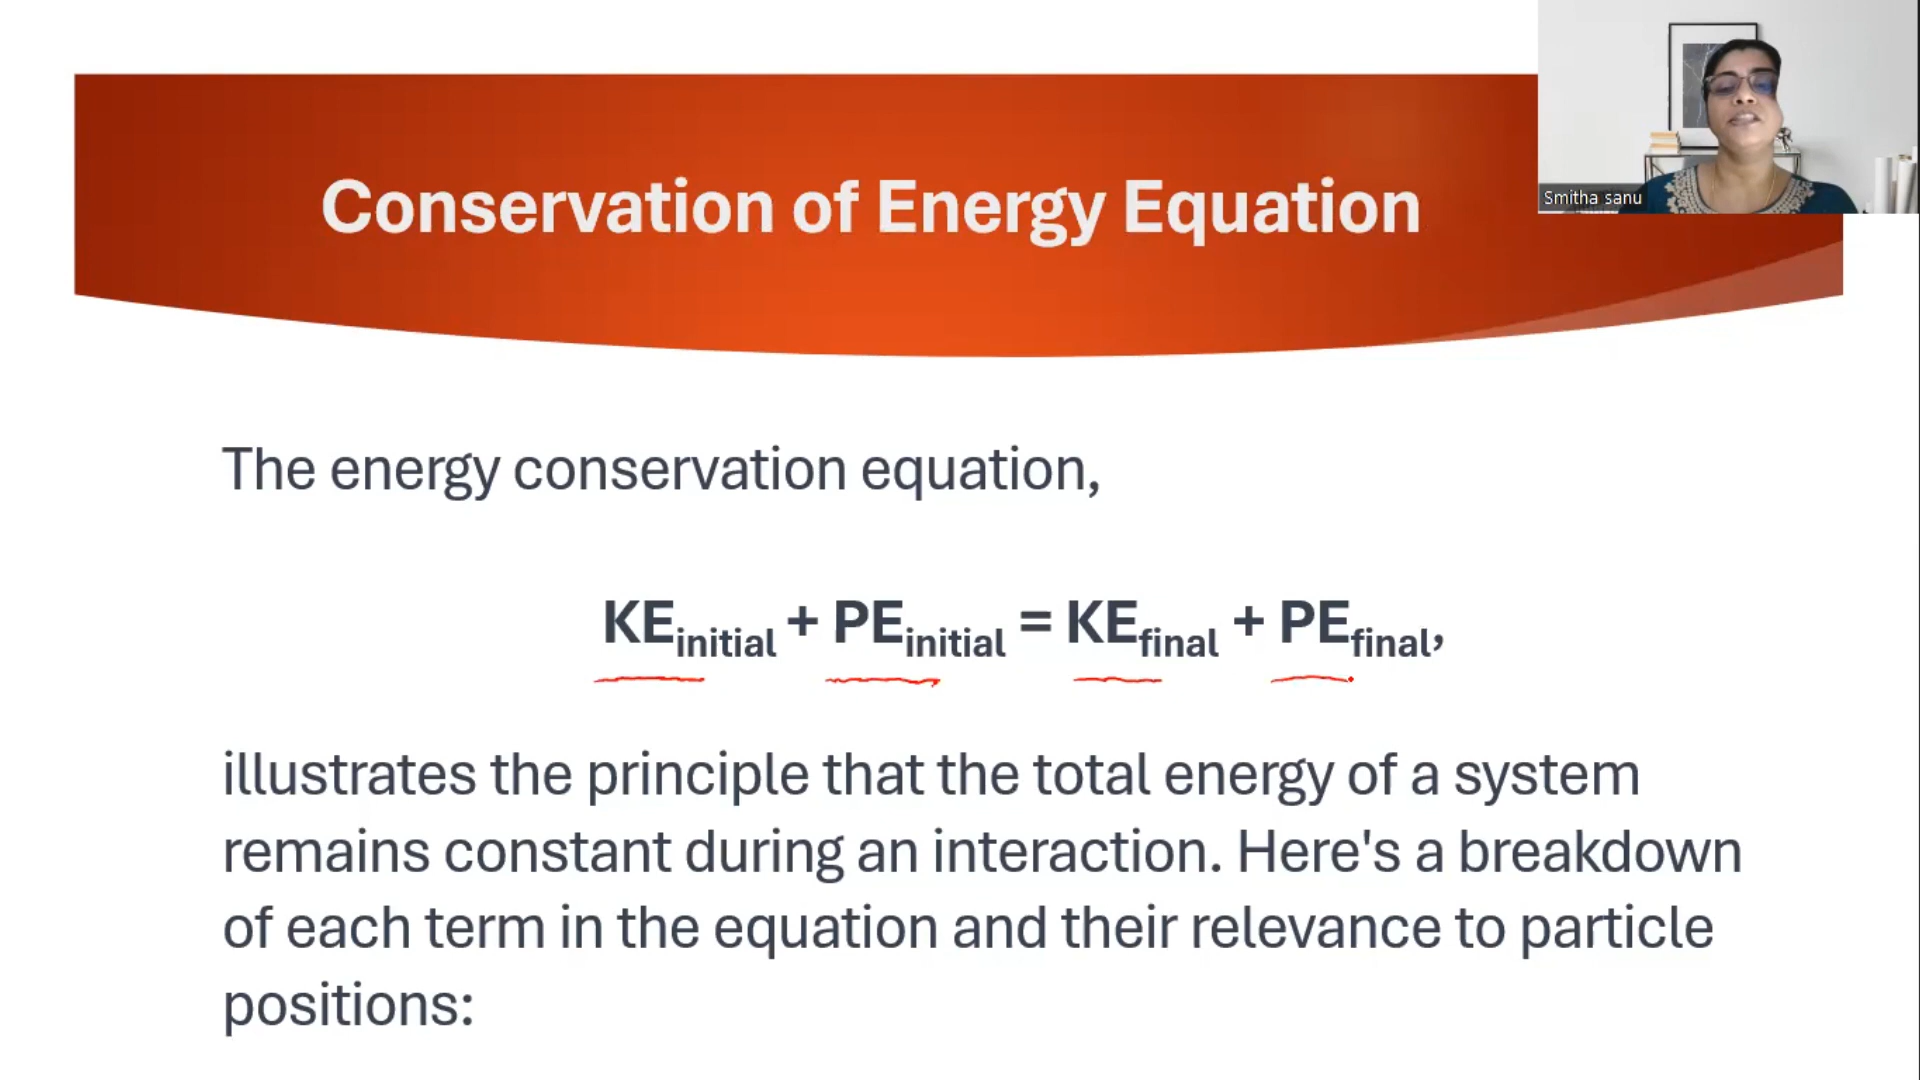 Smitha sanu
Conservation of Energy Equation
The energy conservation equation,
KEinitial + PEinitial = KEfinal + PEfinal,
illustrates the principle that the total energy of a system
remains constant during an interaction. Here's a breakdown
of each term in the equation and their relevance to particle
positions: